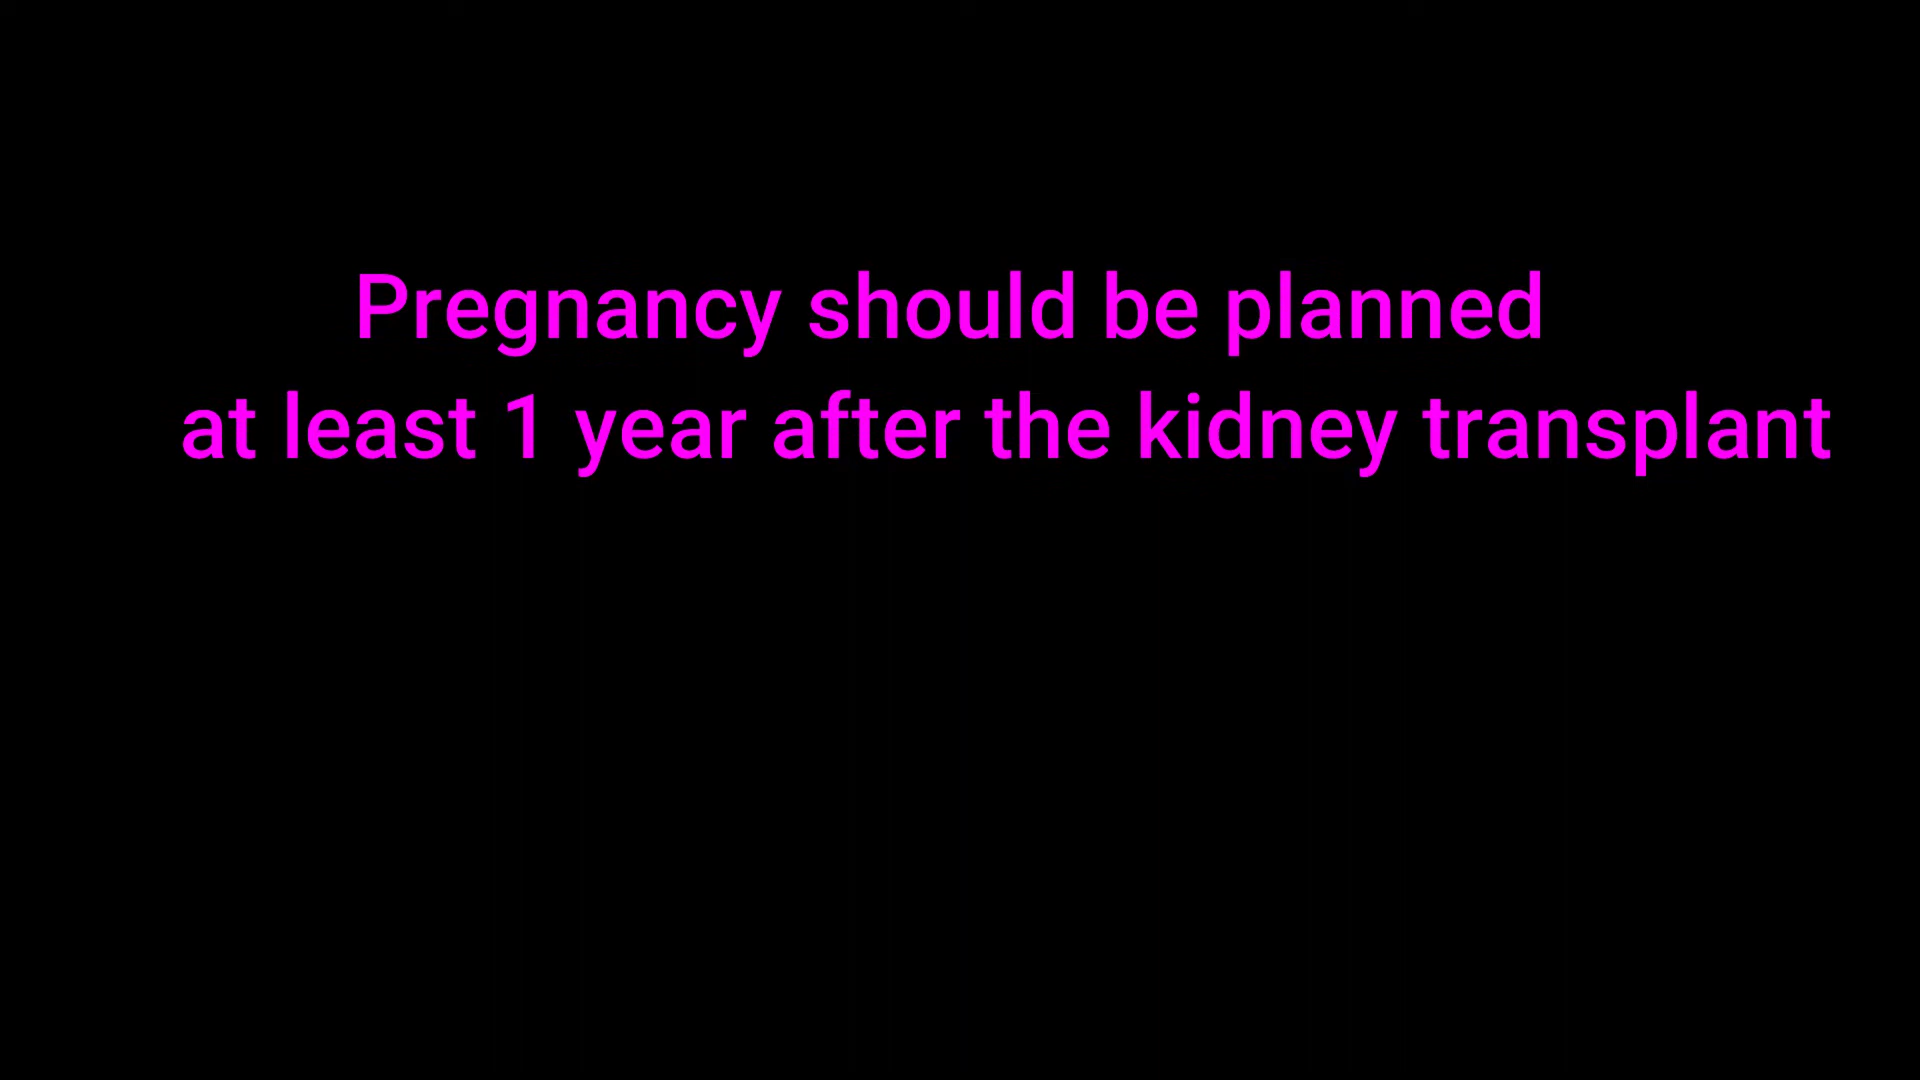 Pregnancy should be planned
at least 1 year after the kidney transplant